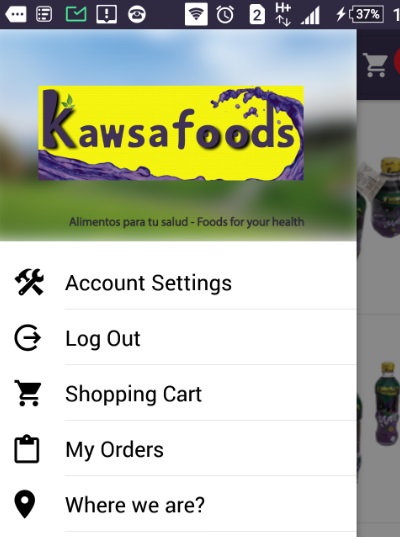 2 H+ 37% 1
Kawsafoods
Alimentos para tu salud - Foods for your health
Account Settings
Log Out
Shopping Cart
My Orders
Where we are?